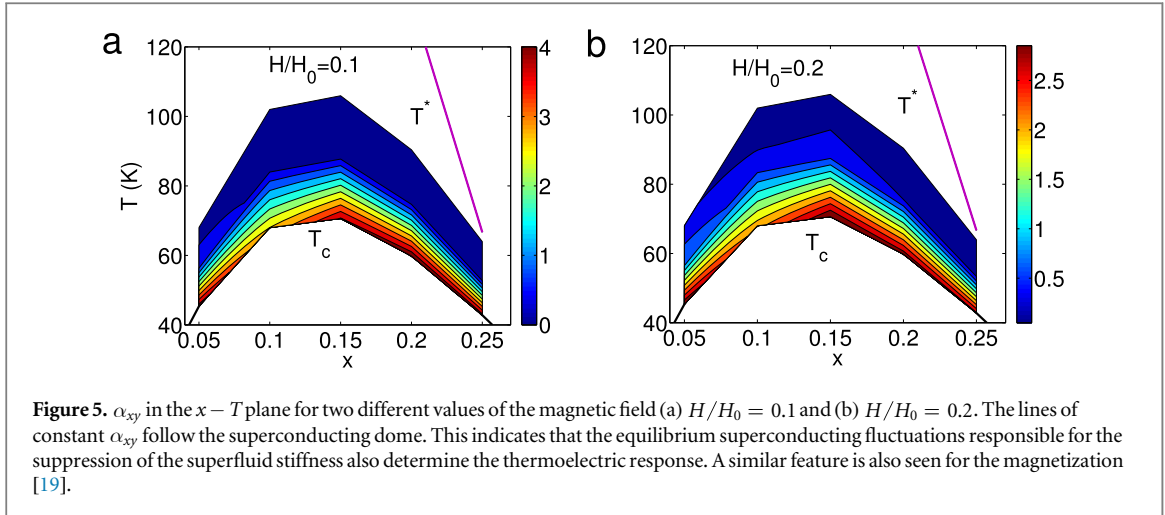 a
H/H0=0.1
T*
Tc
T (K)
120
100
80
60
40
0.05 0.1 0.15 0.2 0.25
x
4
3
2
1
0
b
H/H0=0.2
T*
Tc
120
100
80
60
40
0.05 0.1 0.15 0.2 0.25
x
2.5
2
1.5
1
0.5
Figure 5. αxy in the x − T plane for two different values of the magnetic field (a) H/H0 = 0.1 and (b) H/H0 = 0.2. The lines of
constant αxy follow the superconducting dome. This indicates that the equilibrium superconducting fluctuations responsible for the
suppression of the superfluid stiffness also determine the thermoelectric response. A similar feature is also seen for the magnetization
[19].